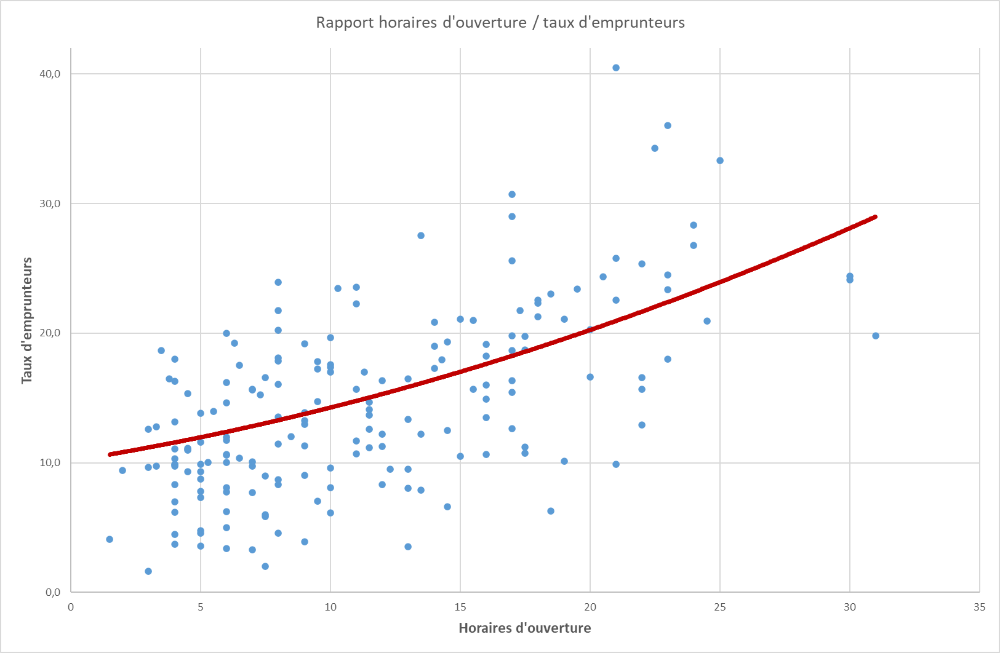 Rapport horaires d'ouverture / taux d'emprunteurs
Taux d'emprunteurs
40,0
30,0
20,0
10,0
0,0
0 5 10 15 20 25 30 35
Horaires d'ouverture